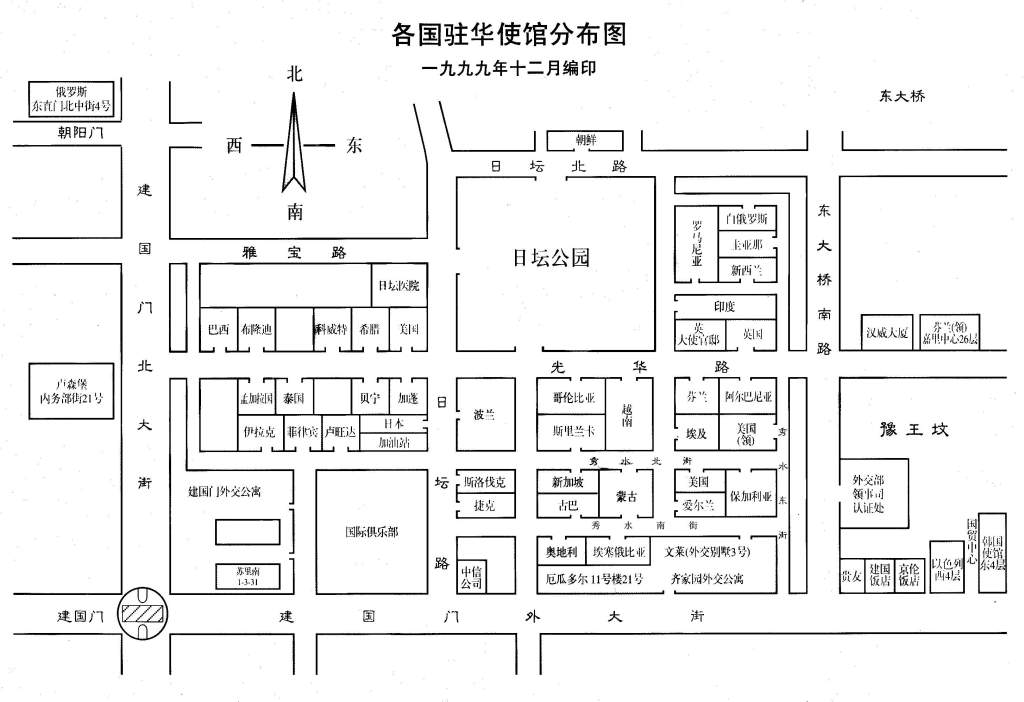 各国驻华使馆分布图
一九九九年十二月编印
北
西
东
南
俄罗斯
东直门北中街4号
朝阳门
东大桥
朝鲜
日坛北路
建国门北大街
雅宝路
日坛公园
东大桥南路
罗马尼亚
白俄罗斯
圭亚那
新西兰
日坛医院
印度
巴西
布隆迪
科威特
希腊
美国
英
大使官邸
英国
汉威大厦
芬兰(领)
嘉里中心26层
光华路
卢森堡
内务部街21号
孟加拉国
泰国
贝宁
加蓬
日坛路
波兰
哥伦比亚
越南
芬兰
阿尔巴尼亚
伊拉克
菲律宾
卢旺达
日本
加油站
斯里兰卡
埃及
美国
(领)
秀水东街
豫王坟
秀水北街
建国门外交公寓
国际俱乐部
斯洛伐克
捷克
新加坡
古巴
蒙古
美国
爱尔兰
保加利亚
外交部
领事司
认证处
秀水南街
国贸中心
苏里南
1-3-31
中信
公司
奥地利
埃塞俄比亚
文莱(外交别墅3号)
厄瓜多尔 11号楼21号
齐家园外交公寓
贵友
建国
饭店
京伦
饭店
以色列
西4层
韩国
使馆
东4层
建国门
建国门外大街